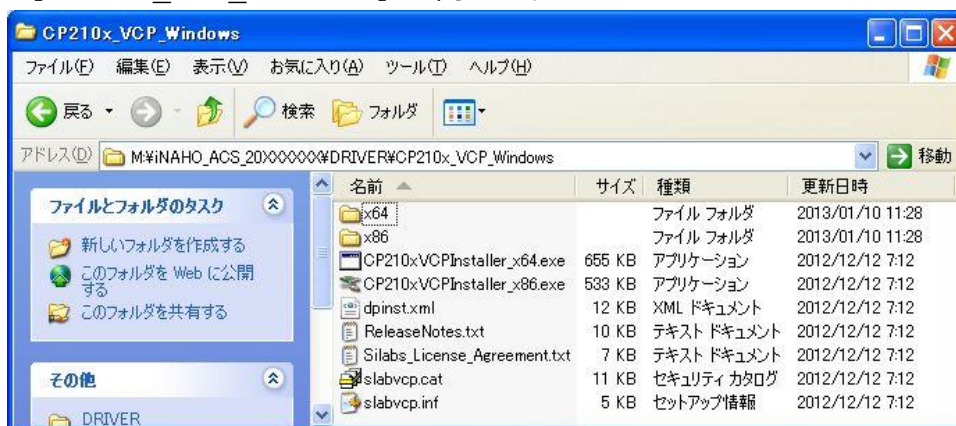 CP210x_VCP_Windows
ファイル(F) 編集(E) 表示(V) お気に入り(A) ツール(T) ヘルプ(H)
戻る 検索 フォルダ
アドレス(D) M:¥iNAHO_ACS_20XXXXXX¥DRIVER¥CP210x_VCP_Windows 移動
ファイルとフォルダのタスク
新しいフォルダを作成する
このフォルダを Web に公開
する
このフォルダを共有する
その他
DRIVER
名前 サイズ 種類 更新日時
x64 ファイル フォルダ 2013/01/10 11:28
x86 ファイル フォルダ 2013/01/10 11:28
CP210xVCPInstaller_x64.exe 655 KB アプリケーション 2012/12/12 7:12
CP210xVCPInstaller_x86.exe 533 KB アプリケーション 2012/12/12 7:12
dpinst.xml 12 KB XML ドキュメント 2012/12/12 7:12
ReleaseNotes.txt 10 KB テキスト ドキュメント 2012/12/12 7:12
Silabs_License_Agreement.txt 7 KB テキスト ドキュメント 2012/12/12 7:12
slabvcp.cat 11 KB セキュリティ カタログ 2012/12/12 7:12
slabvcp.inf 5 KB セットアップ情報 2012/12/12 7:12